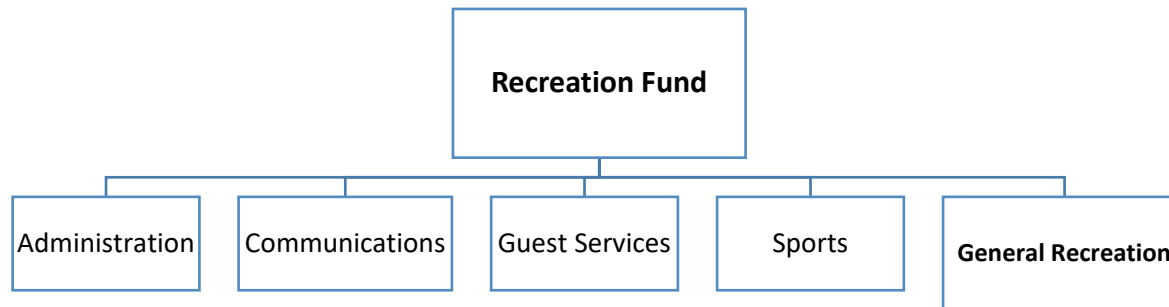 Recreation Fund
Administration
Communications
Guest Services
Sports
General Recreation